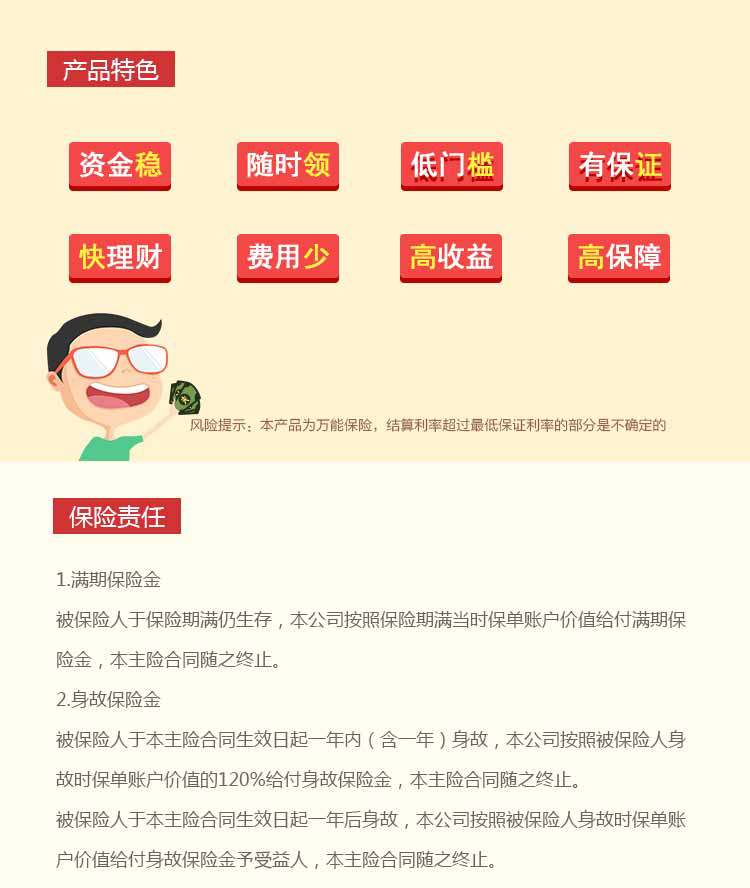 产品特色
资金稳 随时领 低门槛 有保证
快理财 费用少 高收益 高保障
风险提示：本产品为万能保险，结算利率超过最低保证利率的部分是不确定的
保险责任
1.满期保险金
被保险人于保险期满仍生存，本公司按照保险期满当时保单账户价值给付满期保
险金，本主险合同随之终止。
2.身故保险金
被保险人于本主险合同生效日起一年内（含一年）身故，本公司按照被保险人身
故时保单账户价值的120%给付身故保险金，本主险合同随之终止。
被保险人于本主险合同生效日起一年后身故，本公司按照被保险人身故时保单账
户价值给付身故保险金予受益人，本主险合同随之终止。